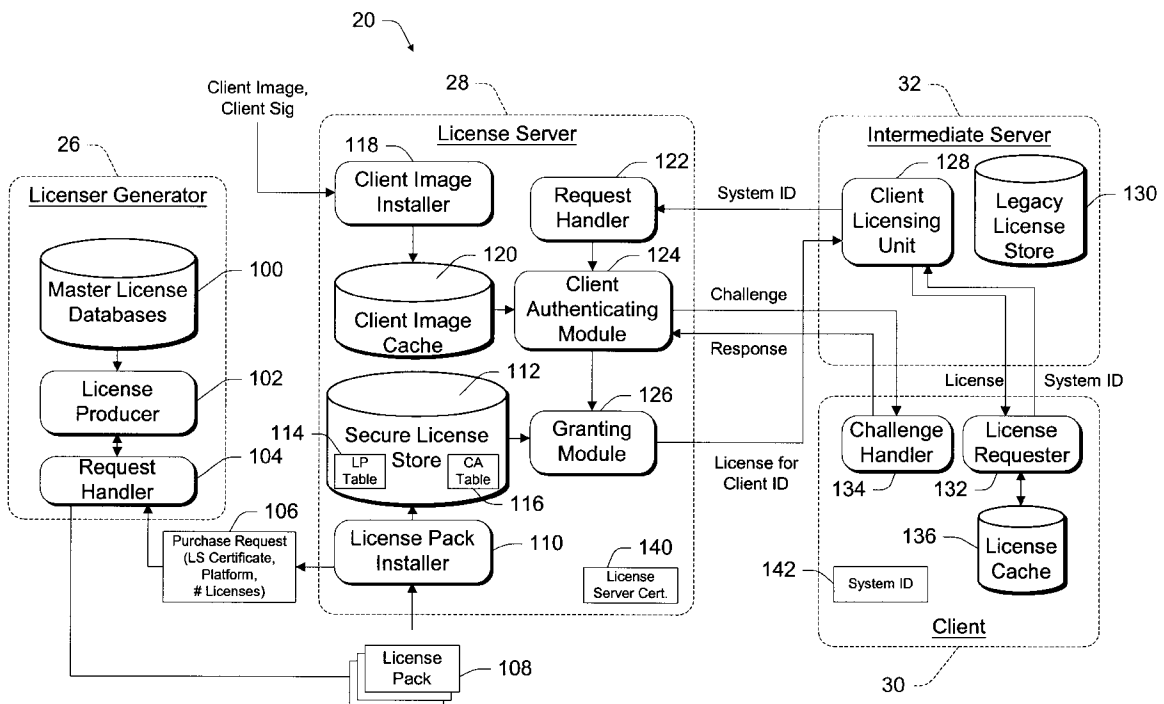 20
Client Image,
Client Sig
26
Licenser Generator
Master License
Databases
100
License
Producer
102
Request
Handler
104
106
Purchase Request
(LS Certificate,
Platform,
# Licenses)
28
License Server
118
Client Image
Installer
122
Request
Handler
120
Client Image
Cache
124
Client
Authenticating
Module
112
Secure License
Store
114
LP
Table
CA
Table
116
126
Granting
Module
License Pack
Installer
110
140
License
Server Cert.
License
Pack
108
System ID
Challenge
Response
License for
Client ID
32
Intermediate Server
128
Client
Licensing
Unit
Legacy
License
Store
130
License
System ID
Challenge
Handler
134
License
Requester
132
136
License
Cache
142
System ID
Client
30